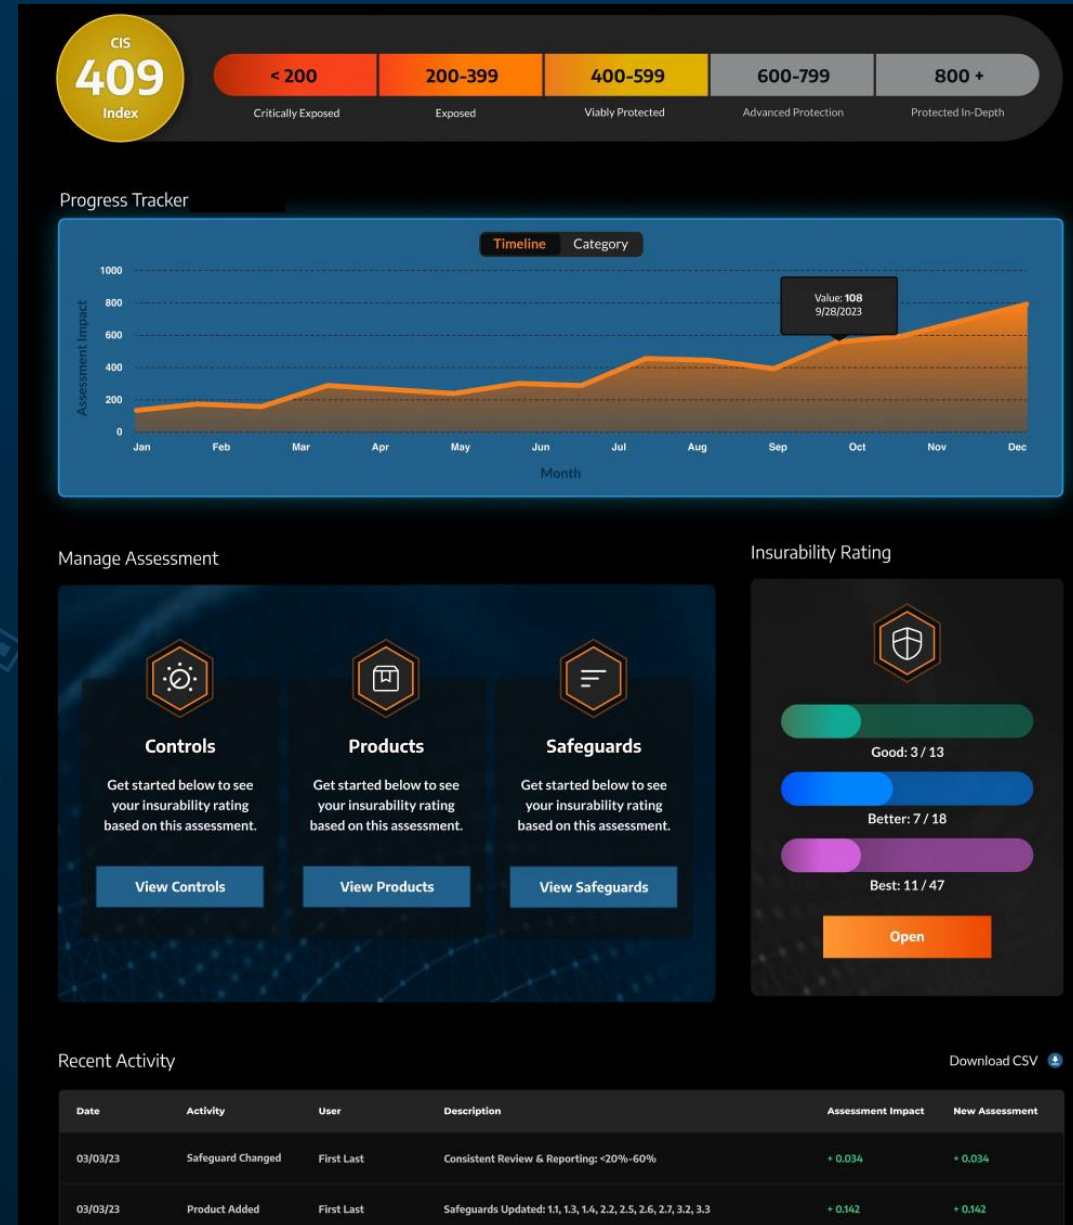 CIS
409
Index
< 200
200-399
400-599
600-799
800 +
Critically Exposed
Exposed
Viably Protected
Advanced Protection
Protected In-Depth
Progress Tracker
Timeline
Category
Assessment Impact
1000
800
600
400
200
0
Value: 108
9/28/2023
Jan
Feb
Mar
Apr
May
Jun
Jul
Aug
Sep
Oct
Nov
Dec
Month
Manage Assessment
Controls
Get started below to see
your insurability rating
based on this assessment.
View Controls
Products
Get started below to see
your insurability rating
based on this assessment.
View Products
Safeguards
Get started below to see
your insurability rating
based on this assessment.
View Safeguards
Insurability Rating
Good: 3 / 13
Better: 7 / 18
Best: 11 / 47
Open
Recent Activity
Download CSV
Date Activity User Description Assessment Impact New Assessment
03/03/23 Safeguard Changed First Last Consistent Review & Reporting: <20%-60% + 0.034 + 0.034
03/03/23 Product Added First Last Safeguards Updated: 1.1, 1.3, 1.4, 2.2, 2.5, 2.6, 2.7, 3.2, 3.3 + 0.142 + 0.142